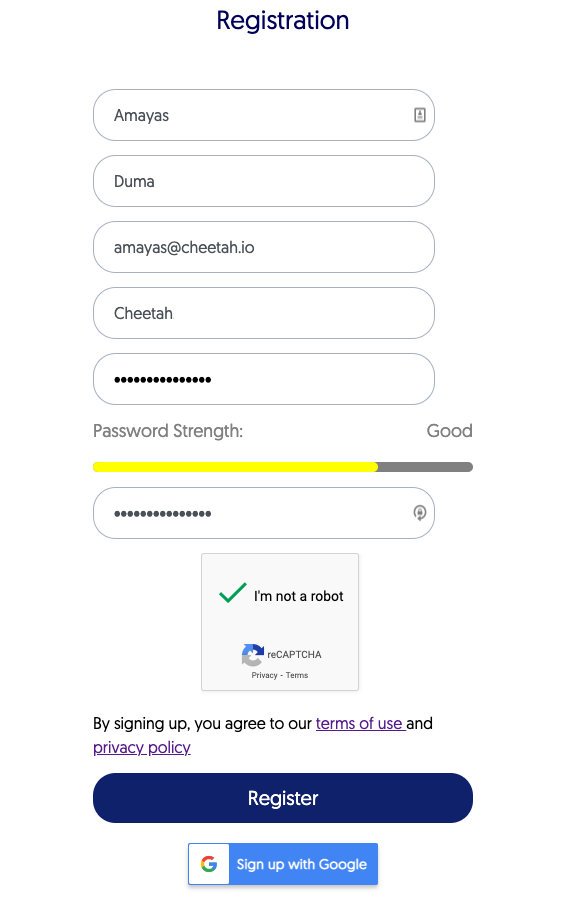 Registration
Amayas
Duma
amayas@cheetah.io
Cheetah
•••••••••••••••
Password Strength: Good
•••••••••••••••
I'm not a robot
reCAPTCHA
Privacy - Terms
By signing up, you agree to our terms of use and
privacy policy
Register
Sign up with Google